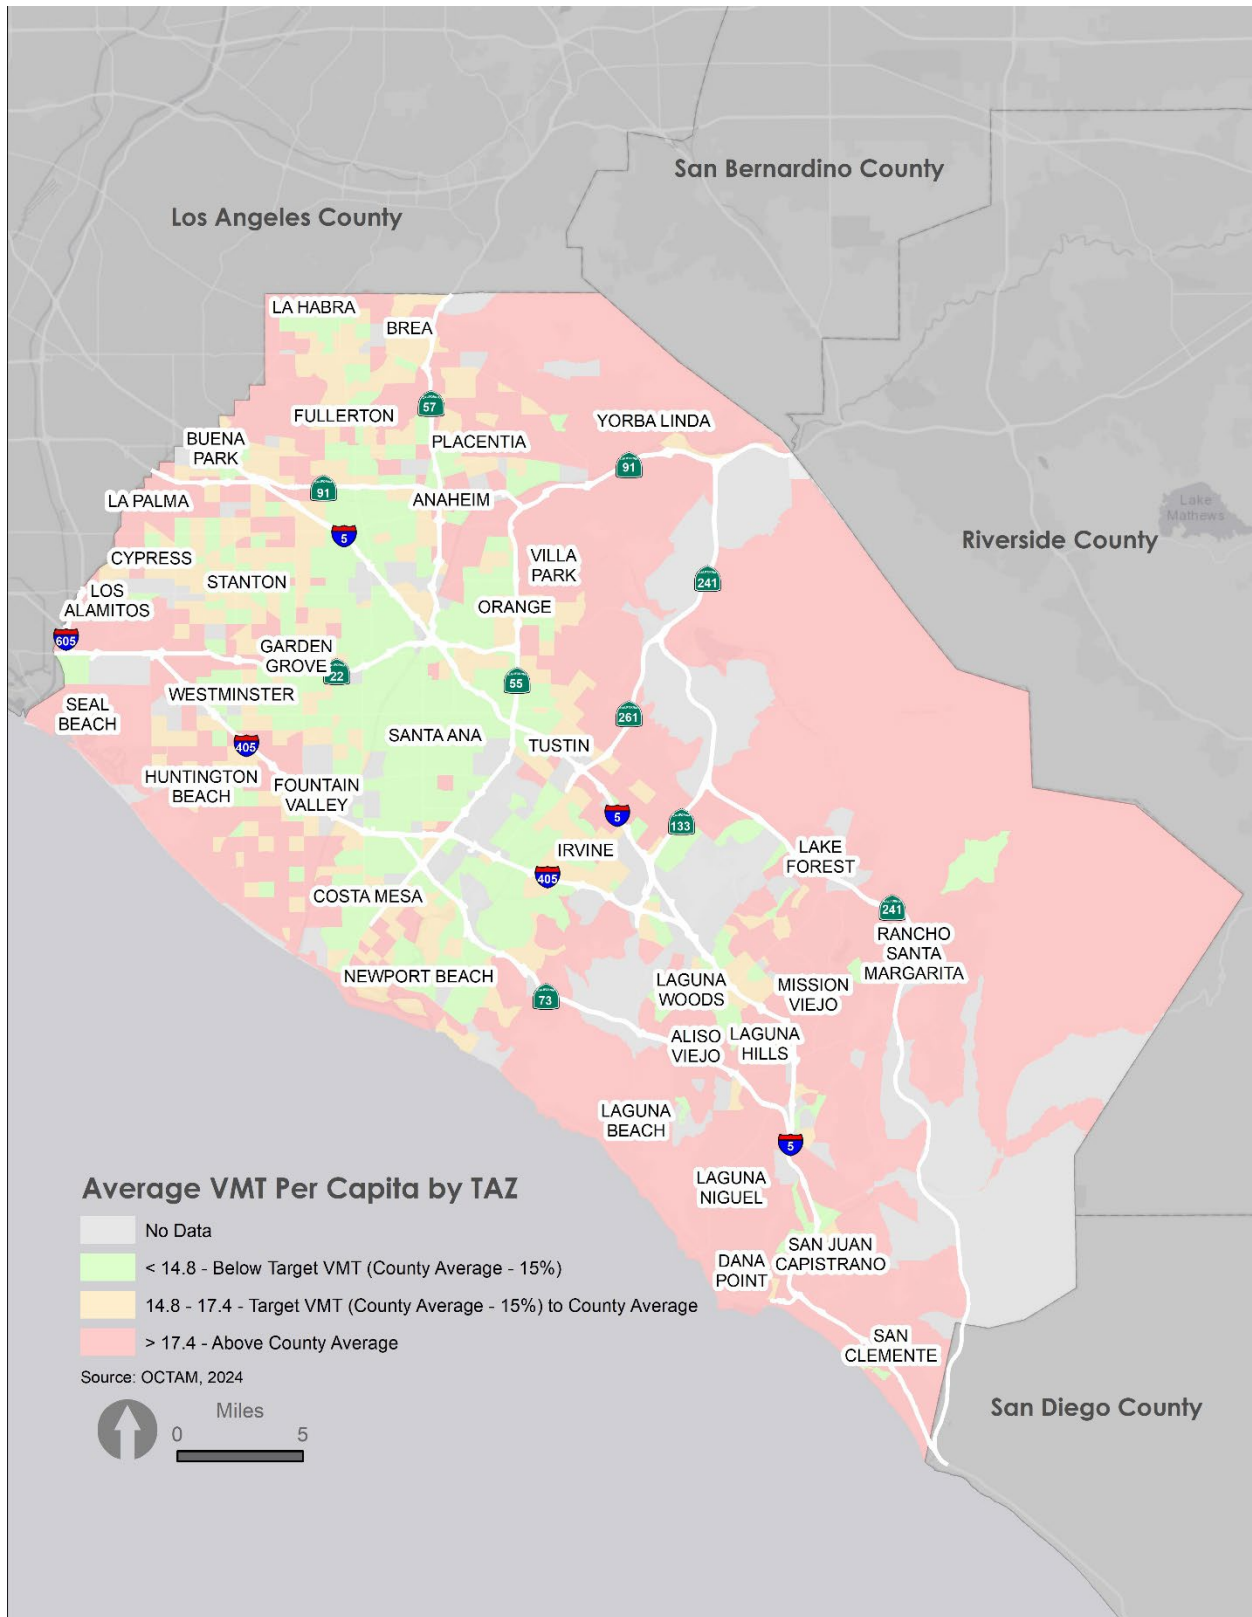 San Bernardino County
Los Angeles County
LA HABRA
BREA
57
FULLERTON
YORBA LINDA
BUENA
PARK
PLACENTIA
91
91
LA PALMA
ANAHEIM
Lake
Mathews
5
Riverside County
CYPRESS
STANTON
VILLA
PARK
241
LOS
ALAMITOS
ORANGE
605
GARDEN
GROVE
22
55
WESTMINSTER
SEAL
BEACH
261
SANTA ANA
TUSTIN
405
HUNTINGTON
BEACH
FOUNTAIN
VALLEY
5
133
IRVINE
LAKE
FOREST
405
COSTA MESA
241
RANCHO
SANTA
MARGARITA
NEWPORT BEACH
73
LAGUNA
WOODS
MISSION
VIEJO
ALISO
VIEJO
LAGUNA
HILLS
LAGUNA
BEACH
5
LAGUNA
NIGUEL
SAN JUAN
CAPISTRANO
DANA
POINT
SAN
CLEMENTE
San Diego County
Average VMT Per Capita by TAZ
No Data
< 14.8 - Below Target VMT (County Average - 15%)
14.8 - 17.4 - Target VMT (County Average - 15%) to County Average
> 17.4 - Above County Average
Source: OCTAM, 2024
Miles
0 5